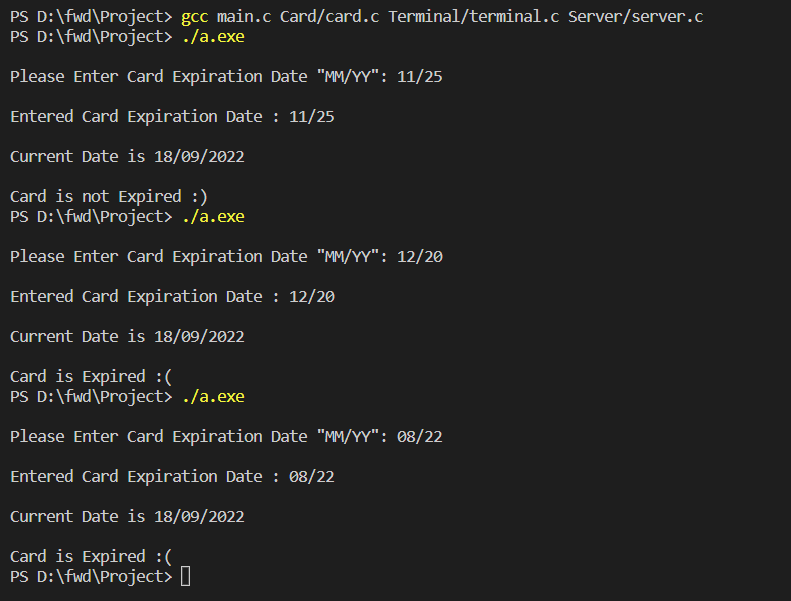 PS D:\fwd\Project> gcc main.c Card/card.c Terminal/terminal.c Server/server.c
PS D:\fwd\Project> ./a.exe
Please Enter Card Expiration Date "MM/YY": 11/25
Entered Card Expiration Date : 11/25
Current Date is 18/09/2022
Card is not Expired :)
PS D:\fwd\Project> ./a.exe
Please Enter Card Expiration Date "MM/YY": 12/20
Entered Card Expiration Date : 12/20
Current Date is 18/09/2022
Card is Expired :(
PS D:\fwd\Project> ./a.exe
Please Enter Card Expiration Date "MM/YY": 08/22
Entered Card Expiration Date : 08/22
Current Date is 18/09/2022
Card is Expired :(
PS D:\fwd\Project>